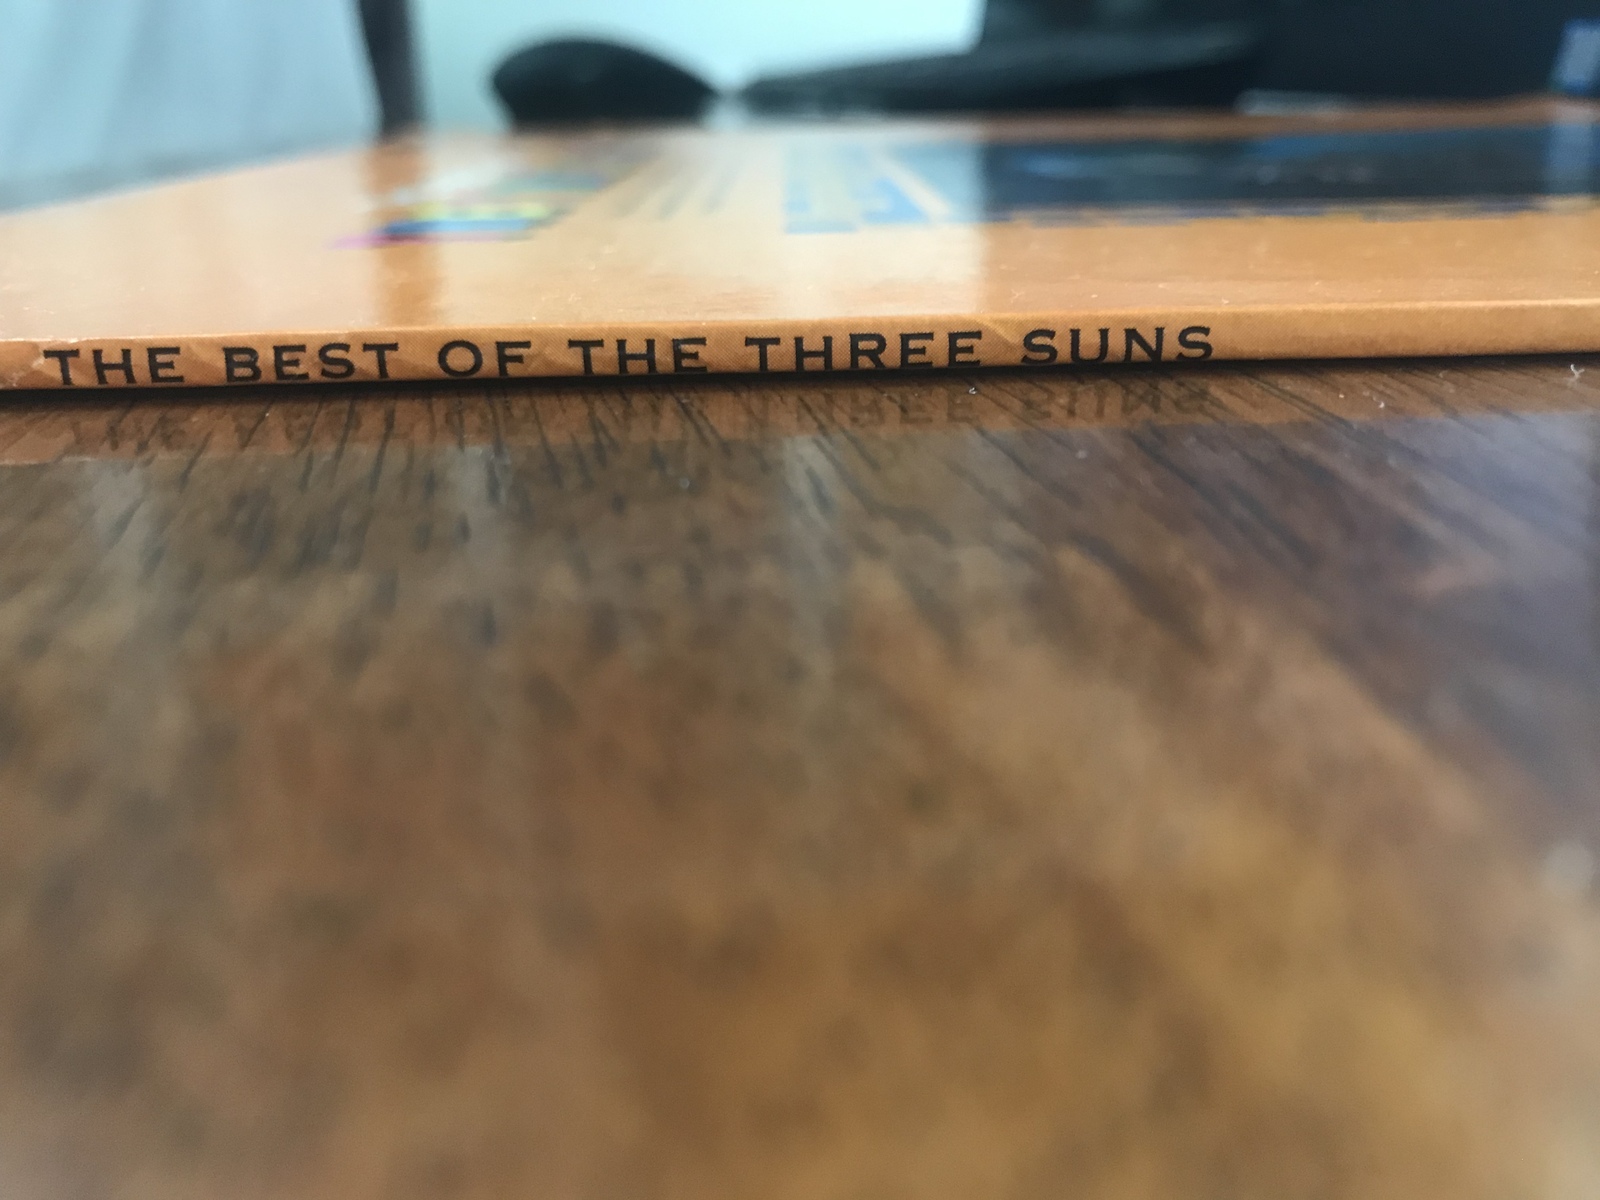 THE BEST OF THE THREE SUNS